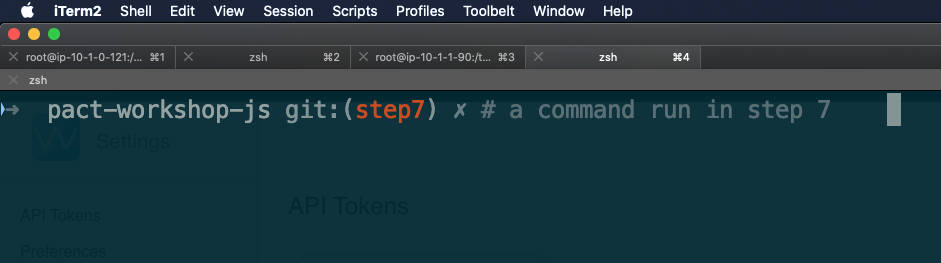 iTerm2 Shell Edit View Session Scripts Profiles Toolbelt Window Help
root@ip-10-1-0-121:/... ⌘1 zsh ⌘2 root@ip-10-1-1-90:/t... ⌘3 zsh ⌘4
zsh
➜ pact-workshop-js git:(step7) ✗ # a command run in step 7
Settings
API Tokens
API Tokens
Preferences